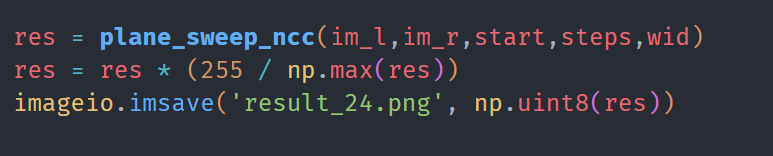 res = plane_sweep_ncc(im_l,im_r,start,steps,wid)
res = res * (255 / np.max(res))
imageio.imsave('result_24.png', np.uint8(res))